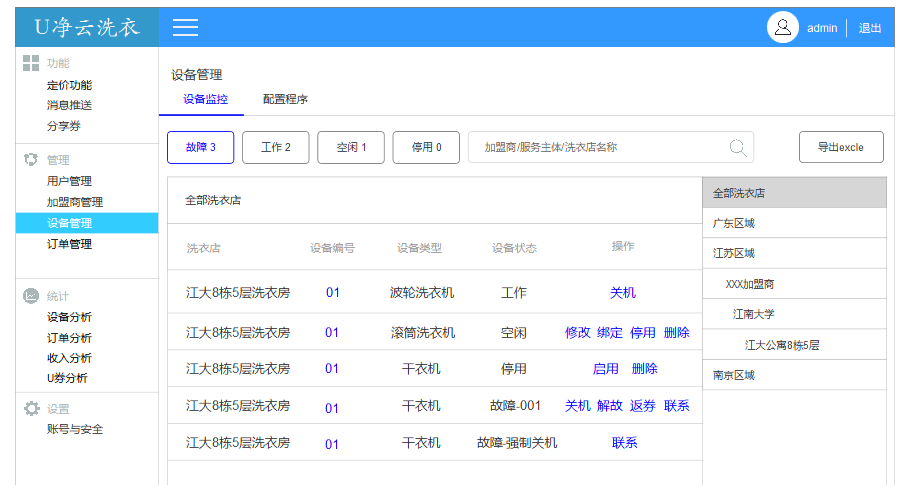 U净云洗衣
admin 退出
功能
定价功能
消息推送
分享券
管理
用户管理
加盟商管理
设备管理
订单管理
统计
设备分析
订单分析
收入分析
U券分析
设置
账号与安全
设备管理
设备监控 配置程序
故障 3 工作 2 空闲 1 停用 0 加盟商/服务主体/洗衣店名称 导出excle
全部洗衣店
洗衣店 设备编号 设备类型 设备状态 操作
江大8栋5层洗衣房 01 波轮洗衣机 工作 关机
江大8栋5层洗衣房 01 滚筒洗衣机 空闲 修改 绑定 停用 删除
江大8栋5层洗衣房 01 干衣机 停用 启用 删除
江大8栋5层洗衣房 01 干衣机 故障-001 关机 解故 返券 联系
江大8栋5层洗衣房 01 干衣机 故障-强制关机 联系
全部洗衣店
广东区域
江苏区域
XXX加盟商
江南大学
江大公寓8栋5层
南京区域